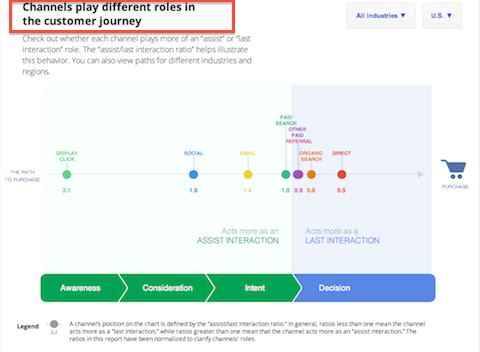 Channels play different roles in
the customer journey
All industries ▼
U.S. ▼
Check out whether each channel plays more of an “assist” or “last
interaction” role. The “assist/last interaction ratio” helps illustrate
this behavior. You can also view paths for different industries and
regions.
PAID
SEARCH
OTHER
PAID
REFERRAL
DISPLAY
CLICK
SOCIAL
EMAIL
ORGANIC
SEARCH
DIRECT
THE PATH
TO PURCHASE
3.1
1.9
1.4
1.0
0.9
0.8
0.5
PURCHASE
Acts more as an
ASSIST INTERACTION
Acts more as a
LAST INTERACTION
Awareness
Consideration
Intent
Decision
Legend
A channel's position on the chart is defined by the “assist/last interaction ratio.” In general, ratios less than one mean the channel
acts more as a “last interaction,” while ratios greater than one mean that the channel acts more as an “assist interaction.” The
ratios in this report have been normalized to clarify channels' roles.